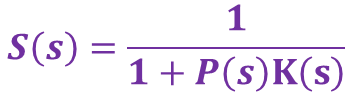 S(s) = 1 / (1 + P(s)K(s))